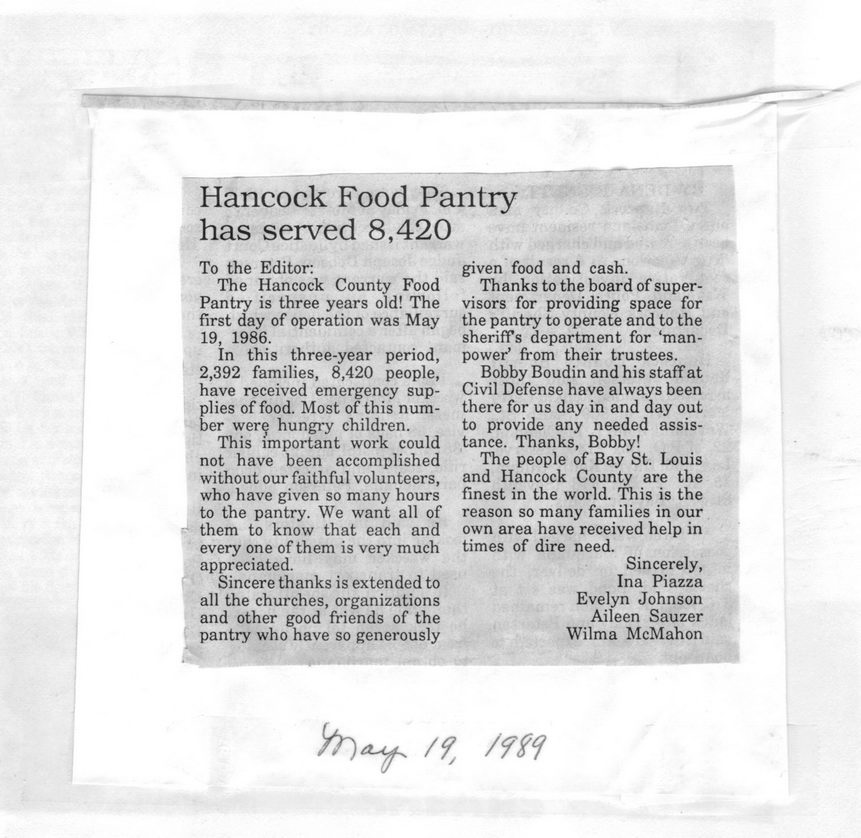 Hancock Food Pantry
has served 8,420
To the Editor:
The Hancock County Food
Pantry is three years old! The
first day of operation was May
19, 1986.
In this three-year period,
2,392 families, 8,420 people,
have received emergency sup-
plies of food. Most of this num-
ber were hungry children.
This important work could
not have been accomplished
without our faithful volunteers,
who have given so many hours
to the pantry. We want all of
them to know that each and
every one of them is very much
appreciated.
Sincere thanks is extended to
all the churches, organizations
and other good friends of the
pantry who have so generously
given food and cash.
Thanks to the board of super-
visors for providing space for
the pantry to operate and to the
sheriff's department for 'man-
power' from their trustees.
Bobby Boudin and his staff at
Civil Defense have always been
there for us day in and day out
to provide any needed assis-
tance. Thanks, Bobby!
The people of Bay St. Louis
and Hancock County are the
finest in the world. This is the
reason so many families in our
own area have received help in
times of dire need.
Sincerely,
Ina Piazza
Evelyn Johnson
Aileen Sauzer
Wilma McMahon
May 19, 1989